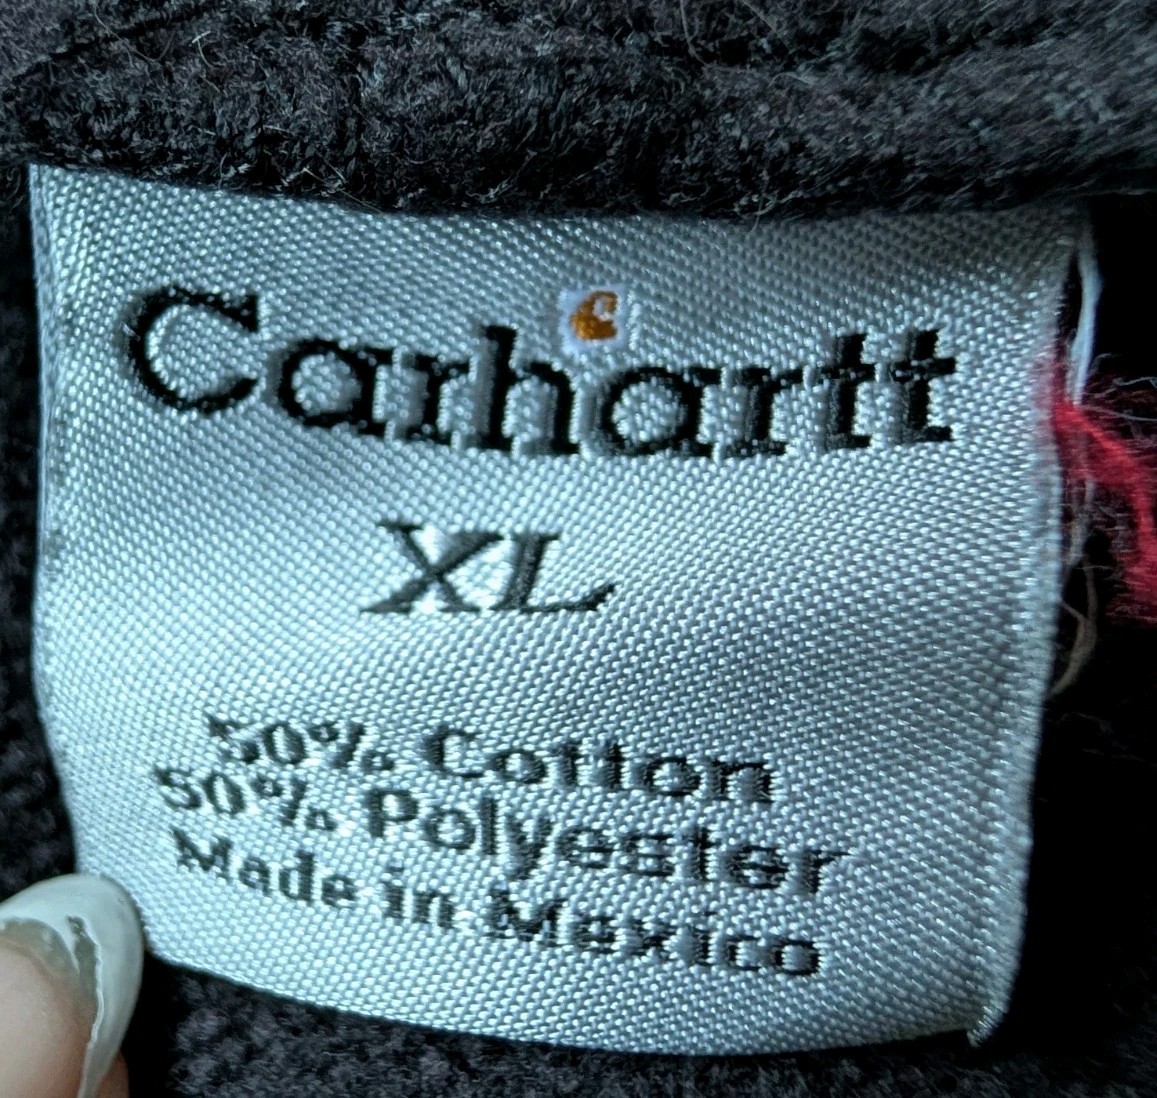 Carhartt
XL
50% Cotton
50% Polyester
Made in Mexico